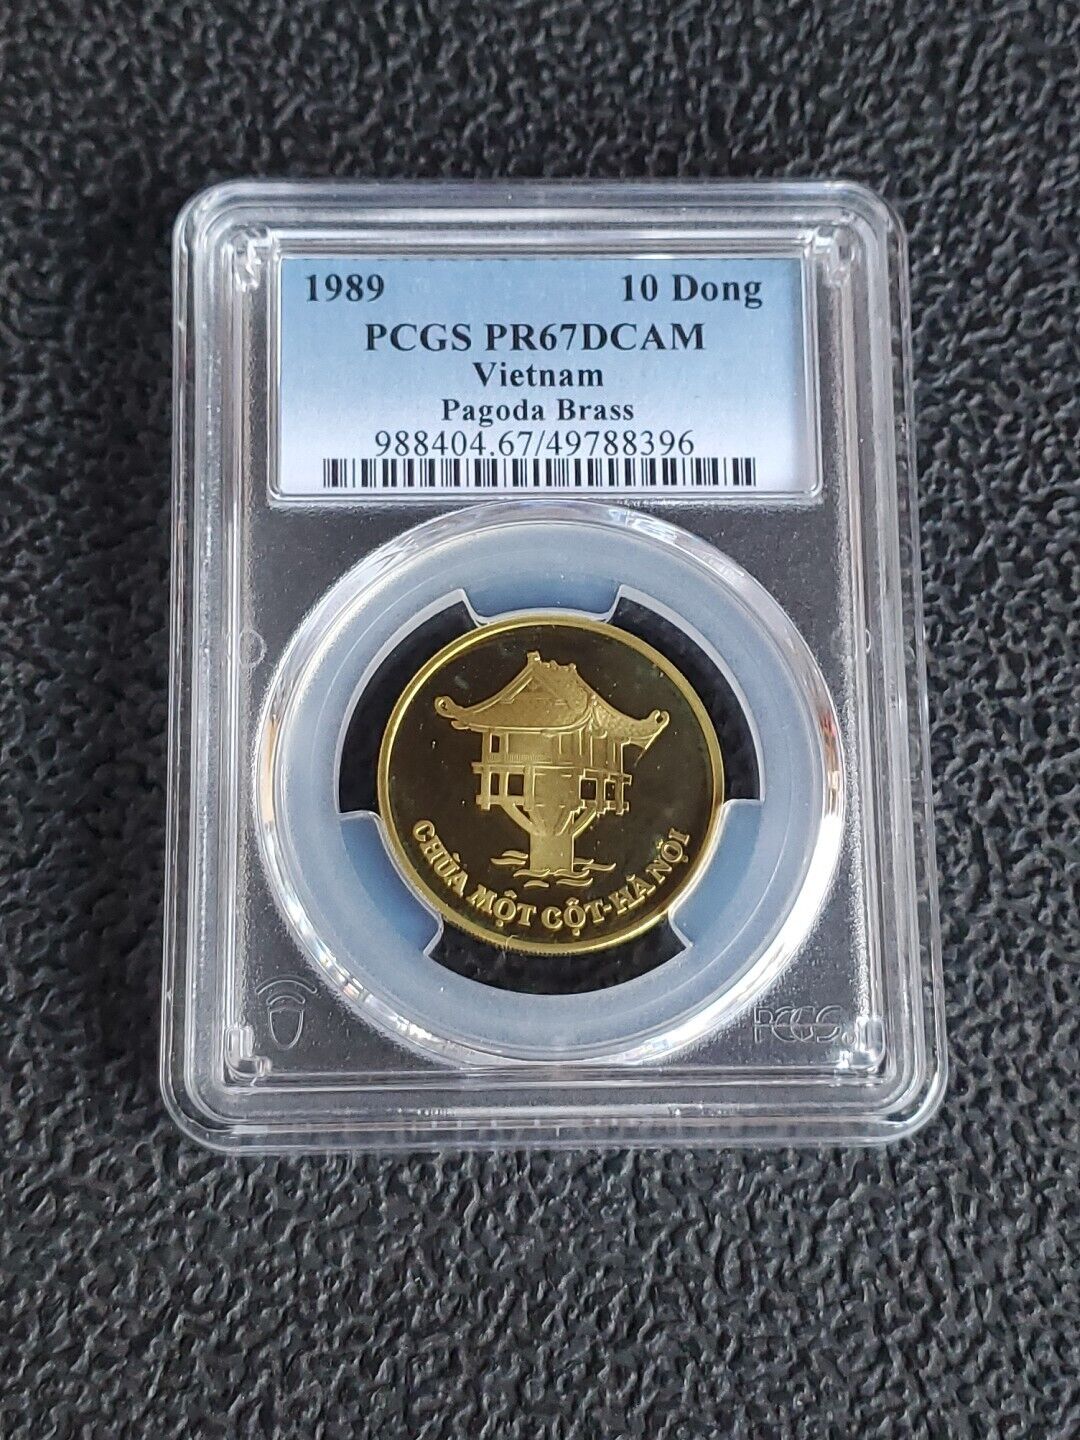 1989 10 Dong
PCGS PR67DCAM
Vietnam
Pagoda Brass
988404.67/49788396
CHÙA MỘT CỘT-HÀ NỘI
PCGS